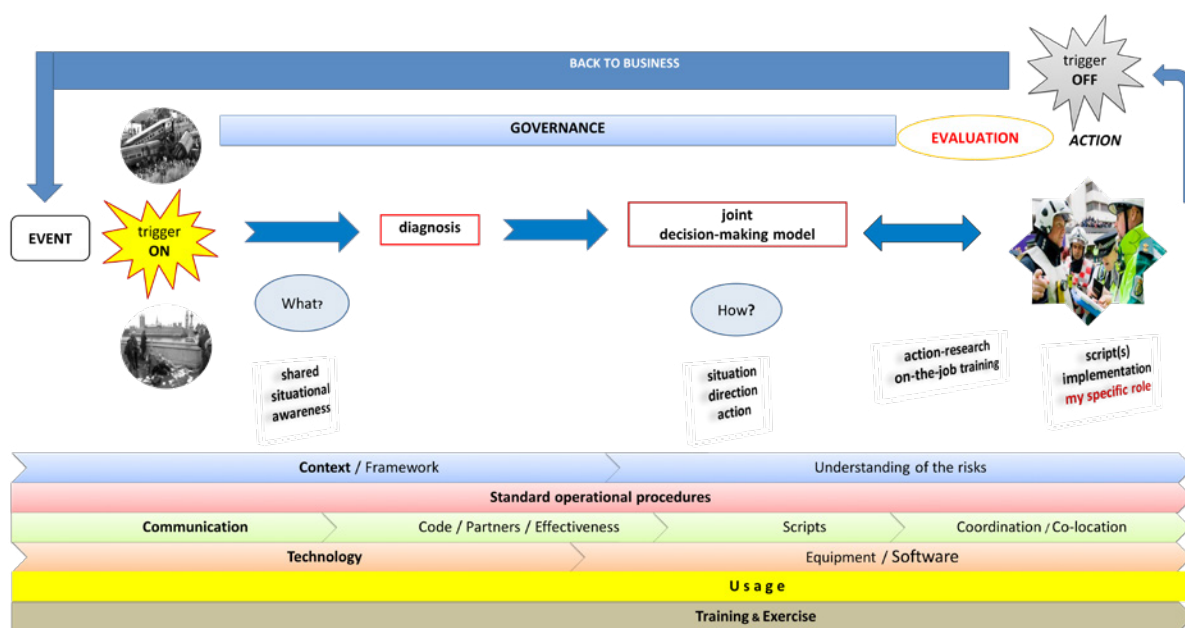 BACK TO BUSINESS
trigger
OFF
GOVERNANCE
EVALUATION
ACTION
EVENT
trigger
ON
diagnosis
joint
decision-making model
What?
How?
shared
situational
awareness
situation
direction
action
action-research
on-the-job training
script(s)
implementation
my specific role
Context / Framework
Understanding of the risks
Standard operational procedures
Communication
Code / Partners / Effectiveness
Scripts
Coordination / Co-location
Technology
Equipment / Software
Usage
Training & Exercise